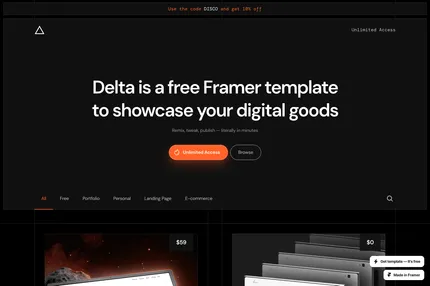 Use the code DISCO and get 10% off
Unlimited Access
Delta is a free Framer template
to showcase your digital goods
Remix, tweak, publish — literally in minutes
Unlimited Access
Browse
All
Free
Portfolio
Personal
Landing Page
E-commerce
$59
$0
Get template — it's free
Made in Framer